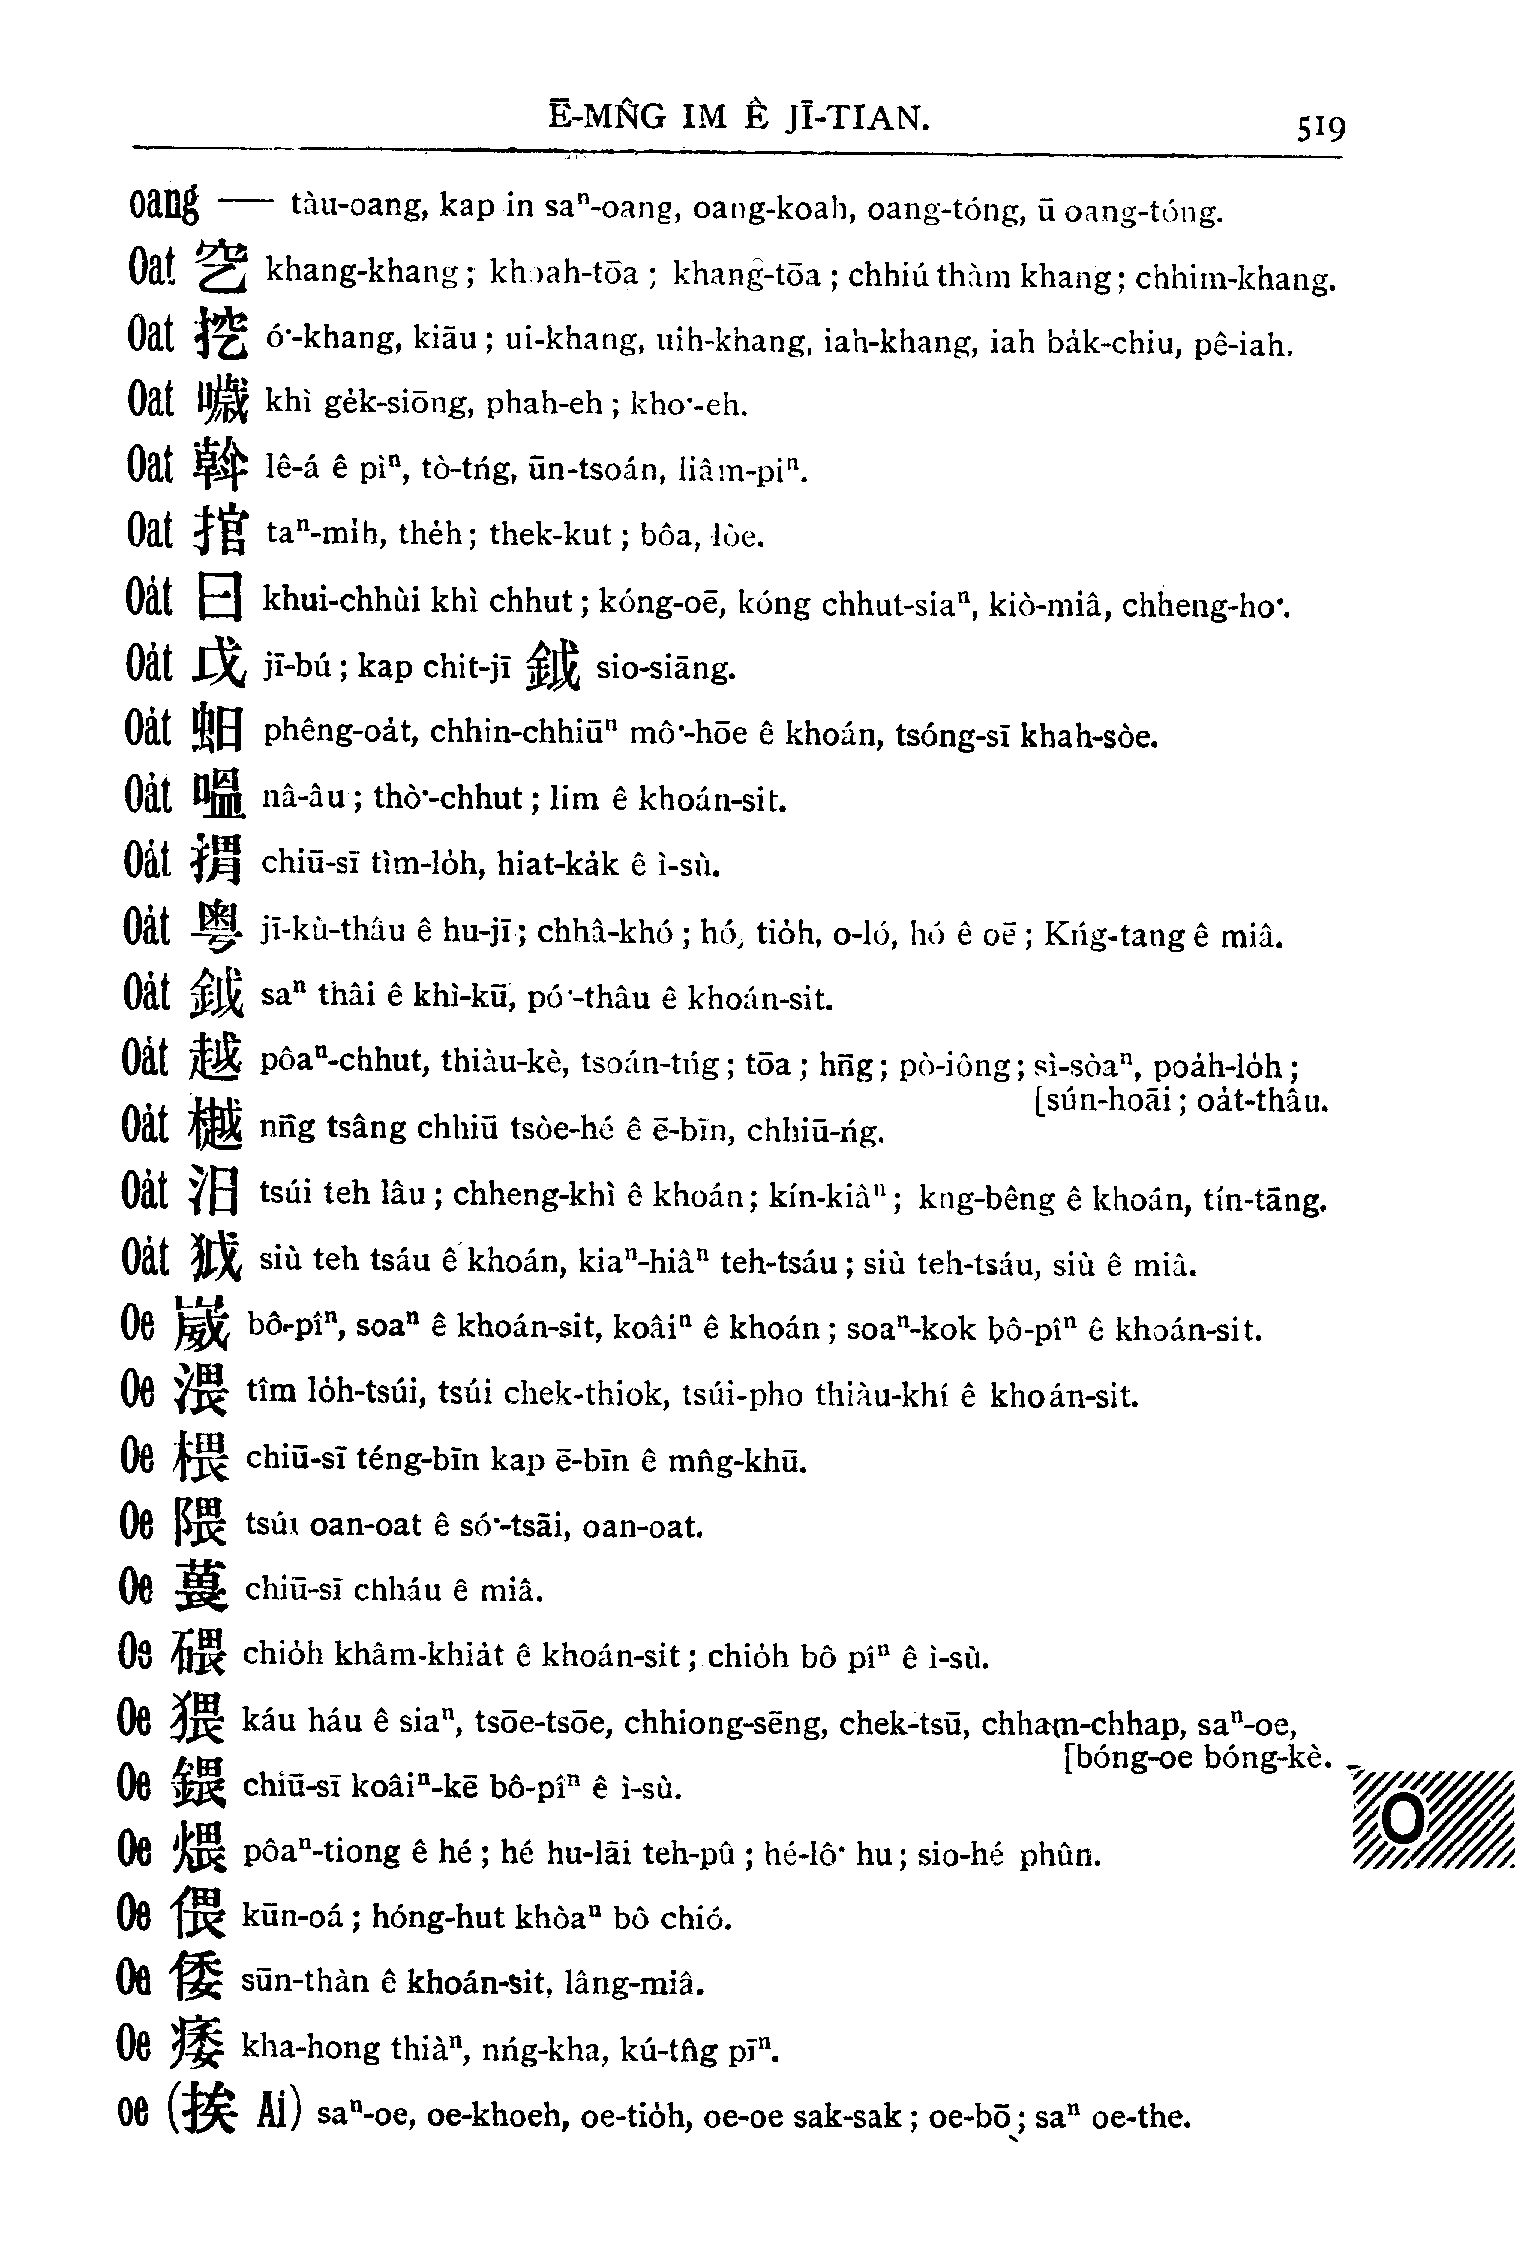 Ē-MN̂G IM Ê JĪ-TIAN.
519
oang — tàu-oang, kap in saⁿ-oang, oang-koah, oang-tóng, ū oang-tóng.
Oat 穵 khang-khang; khoah-tōa; khang-tōa; chhiú thàm khang; chhim-khang.
Oat 挖 ó͘-khang, kiāu; ui-khang, uih-khang, iah-khang, iah ba̍k-chiu, pê-iah.
Oat 噦 khì ge̍k-siōng, phah-eh; kho͘-eh.
Oat 斡 lê-á ê pìⁿ, tò-tńg, ūn-tsoán, liâm-piⁿ.
Oat 捾 taⁿ-mi̍h, the̍h; thek-kut; bôa, lòe.
Oa̍t 曰 khui-chhùi khì chhut; kóng-oē, kóng chhut-siaⁿ, kiò-miâ, chheng-ho͘.
Oa̍t 戉 jī-bú; kap chit-jī 鉞 sio-siāng.
Oa̍t 蚎 phêng-oa̍t, chhin-chhiūⁿ mô͘-hōe ê khoán, tsóng-sī khah-sòe.
Oa̍t 嗢 nâ-âu; thò͘-chhut; lim ê khoán-sit.
Oa̍t 搰 chiū-sī tìm-lo̍h, hiat-ka̍k ê ì-sù.
Oa̍t 粵 jī-kù-thâu ê hu-jī; chhâ-khó; hó, tio̍h, o-ló, hó ê oē; Kńg-tang ê miâ.
Oa̍t 鉞 saⁿ thâi ê khì-kū, pó͘-thâu ê khoán-sit.
Oa̍t 越 pôaⁿ-chhut, thiàu-kè, tsoán-tńg; tōa; hn̄g; pò-iông; sì-sòaⁿ, poa̍h-lo̍h;
[sún-hoāi; oa̍t-thâu.
Oa̍t 樾 nn̄g tsâng chhiū tsòe-hé ê ē-bīn, chhiū-ńg.
Oa̍t 汩 tsúi teh lâu; chheng-khì ê khoán; kín-kiâⁿ; kng-bêng ê khoán, tín-tāng.
Oa̍t 狘 siù teh tsáu ê khoán, kiaⁿ-hiâⁿ teh-tsáu; siù teh-tsáu, siù ê miâ.
Oe 崴 bô-pîⁿ, soaⁿ ê khoán-sit, koâiⁿ ê khoán; soaⁿ-kok bô-pîⁿ ê khoán-sit.
Oe 渨 tîm lo̍h-tsúi, tsúi chek-thiok, tsúi-pho thiàu-khí ê khoán-sit.
Oe 椳 chiū-sī téng-bīn kap ē-bīn ê mn̂g-khū.
Oe 隈 tsúi oan-oat ê só͘-tsāi, oan-oat.
Oe 葨 chiū-sī chháu ê miâ.
Oe 碨 chio̍h khâm-khia̍t ê khoán-sit; chio̍h bô pîⁿ ê ì-sù.
Oe 猥 káu háu ê siaⁿ, tsōe-tsōe, chhiong-sēng, chek-tsū, chham-chhap, saⁿ-oe,
[bóng-oe bóng-kè.
Oe 鍡 chiū-sī koâiⁿ-kē bô-pîⁿ ê ì-sù.
Oe 煨 pôaⁿ-tiong ê hé; hé hu-lāi teh-pû; hé-lô͘ hu; sio-hé phûn.
Oe 偎 kūn-oá; hóng-hut khòaⁿ bô chió.
Oe 倭 sūn-thàn ê khoán-sit, lâng-miâ.
Oe 痿 kha-hong thiàⁿ, nńg-kha, kú-tn̂g pīⁿ.
oe (挨 Ai) saⁿ-oe, oe-khoeh, oe-tio̍h, oe-oe sak-sak; oe-bō; saⁿ oe-the.
O